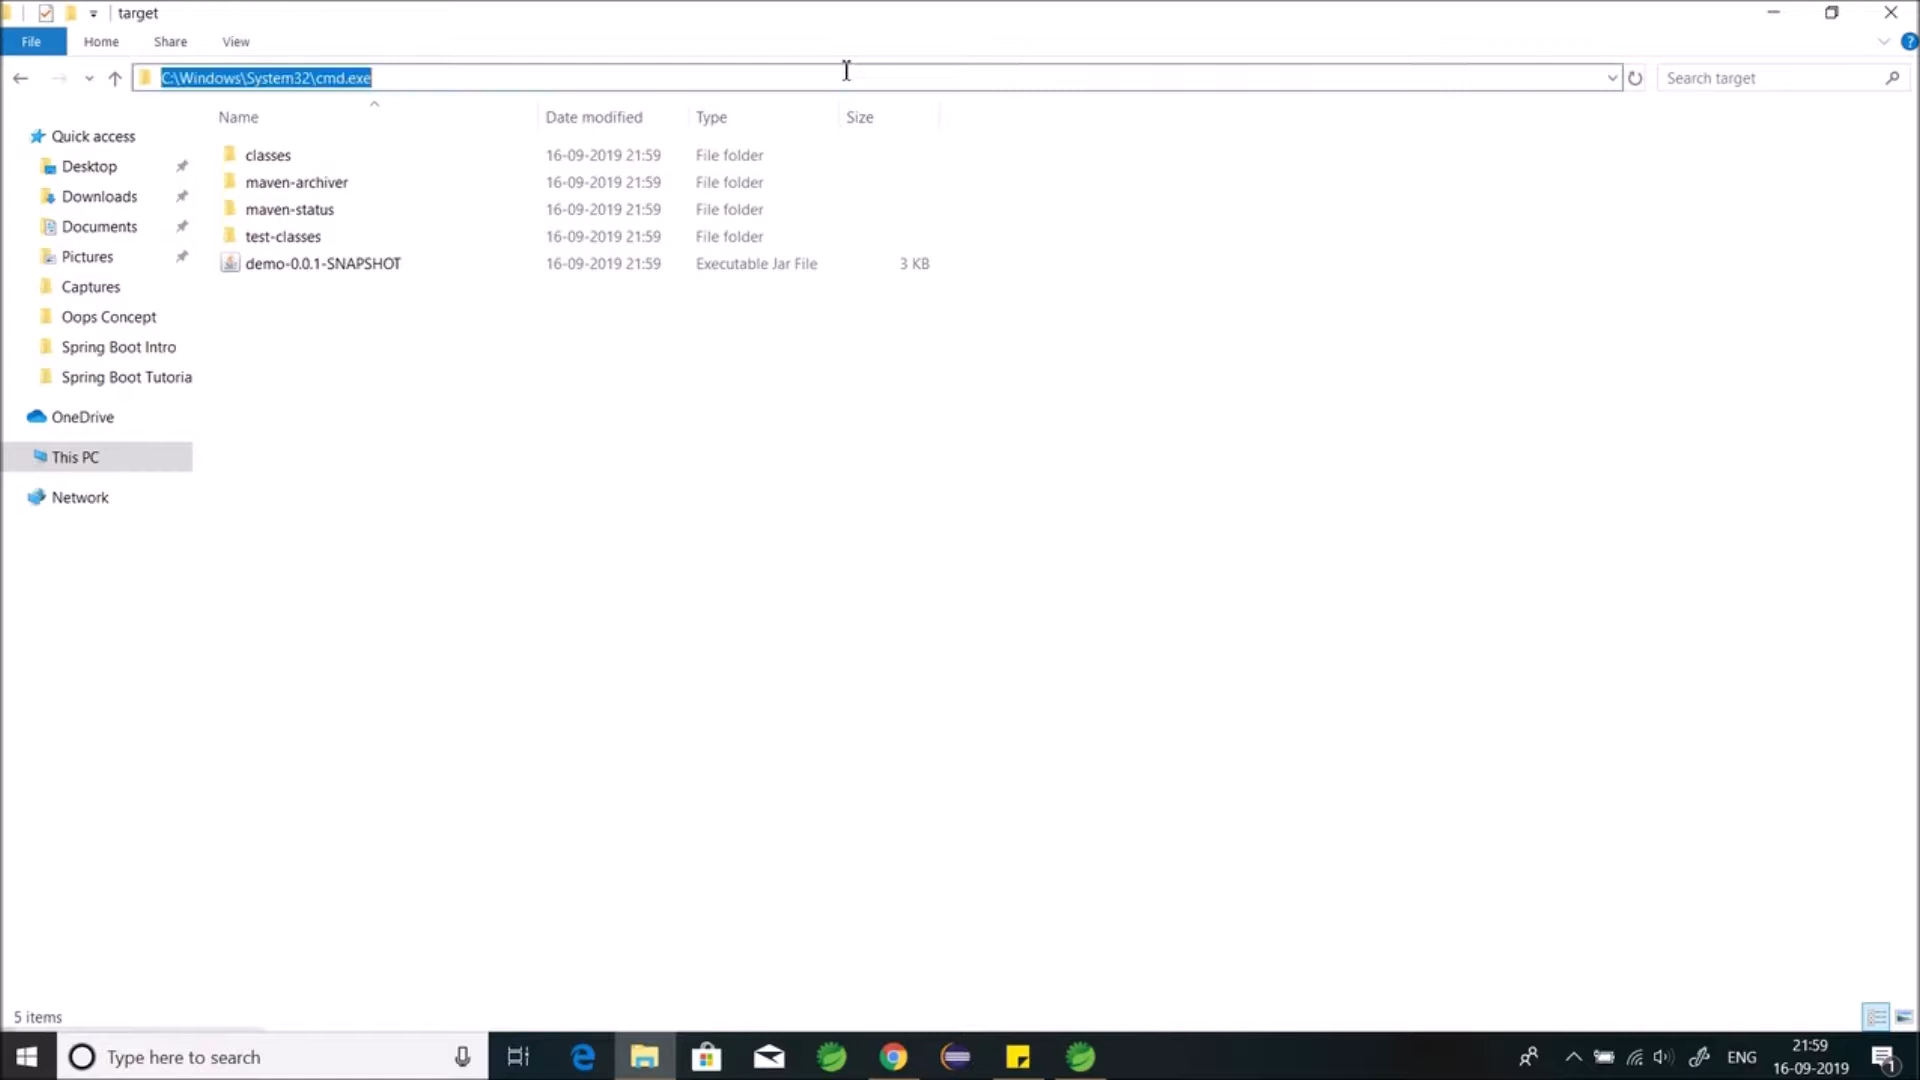 target
File Home Share View
C:\Windows\System32\cmd.exe
Search target
Name Date modified Type Size
Quick access
Desktop
Downloads
Documents
Pictures
Captures
Oops Concept
Spring Boot Intro
Spring Boot Tutoria
OneDrive
This PC
Network
classes 16-09-2019 21:59 File folder
maven-archiver 16-09-2019 21:59 File folder
maven-status 16-09-2019 21:59 File folder
test-classes 16-09-2019 21:59 File folder
demo-0.0.1-SNAPSHOT 16-09-2019 21:59 Executable Jar File 3 KB
5 items
Type here to search
ENG
21:59
16-09-2019
1